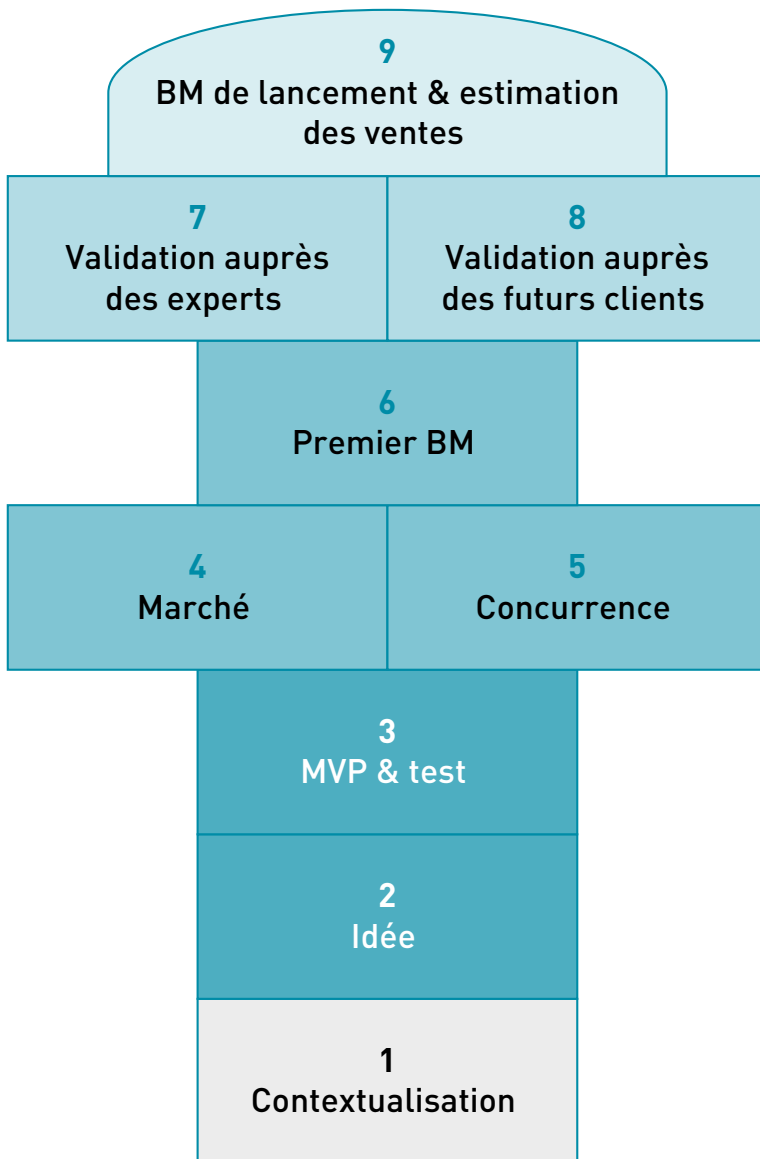 9
BM de lancement & estimation
des ventes
7
Validation auprès
des experts
8
Validation auprès
des futurs clients
6
Premier BM
4
Marché
5
Concurrence
3
MVP & test
2
Idée
1
Contextualisation